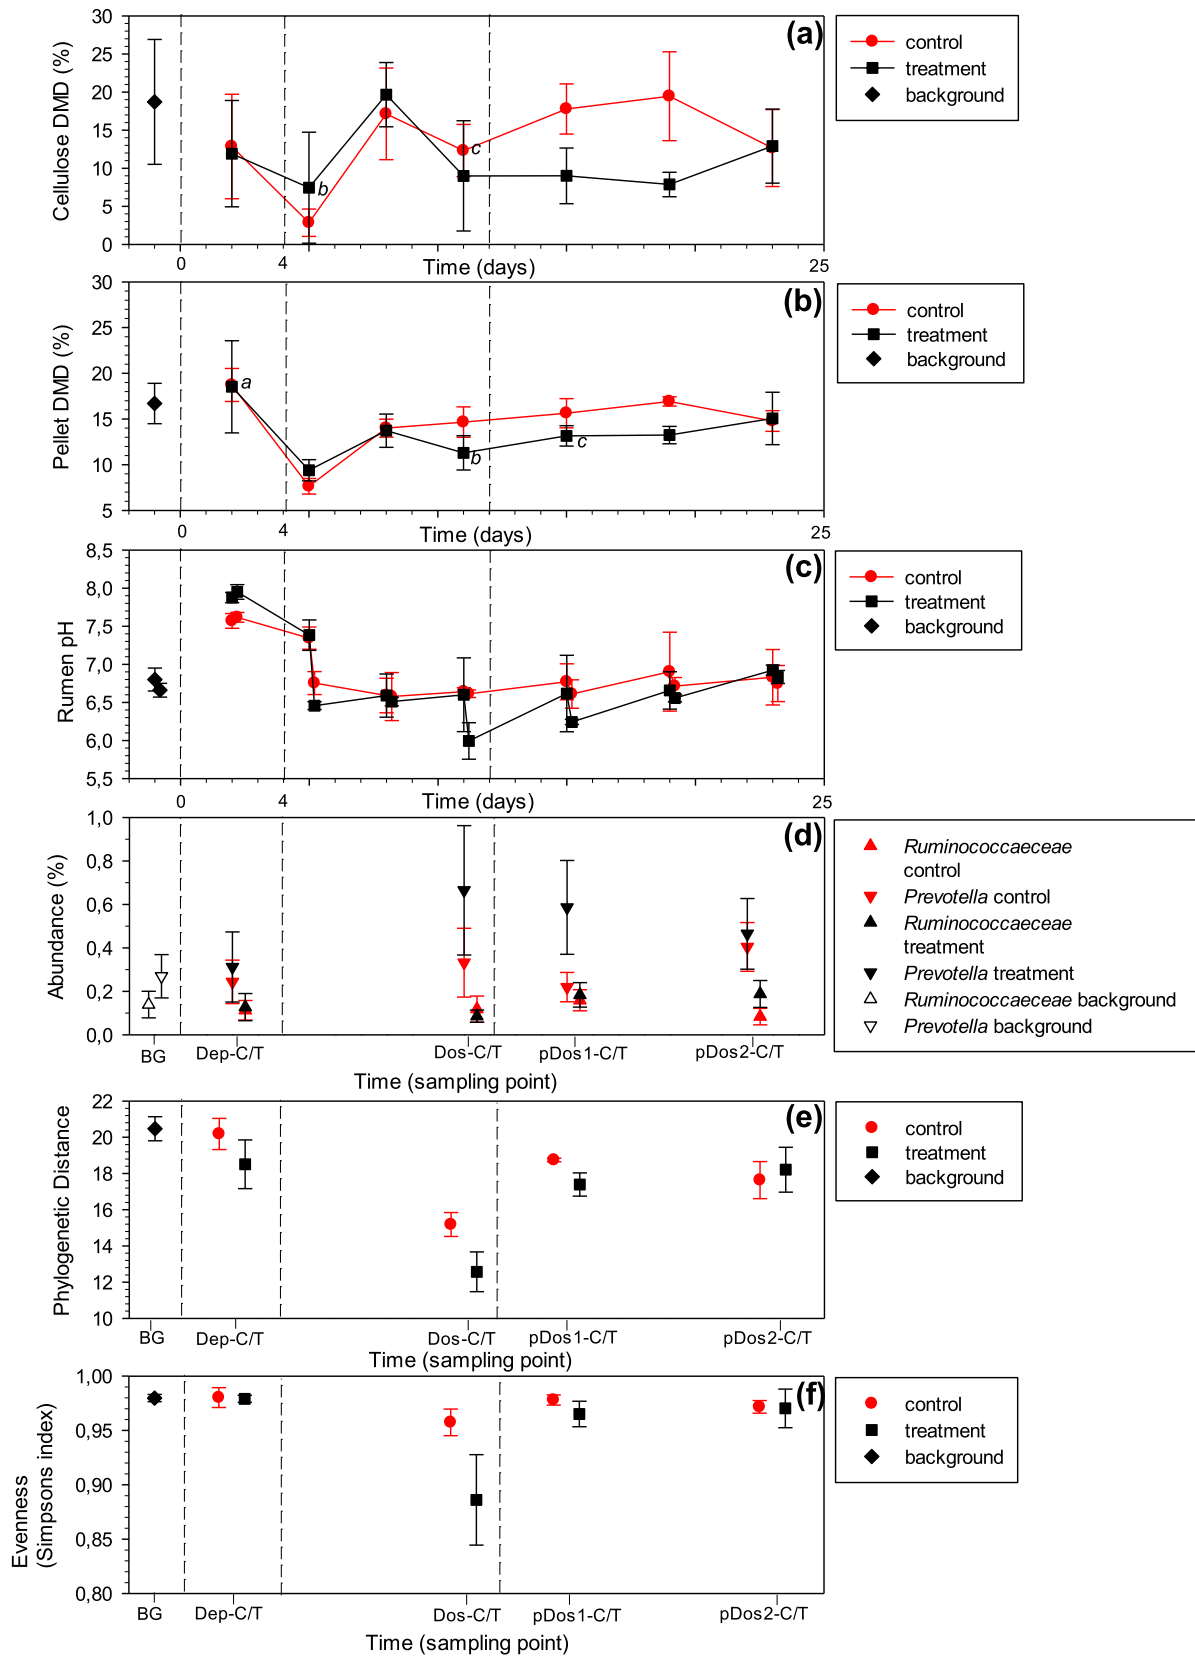 30
25
20
15
10
5
0
Cellulose DMD (%)
(a)
b
c
control
treatment
background
0
4
Time (days)
25
30
25
20
15
10
5
Pellet DMD (%)
(b)
a
b
c
control
treatment
background
0
4
Time (days)
25
8,5
8,0
7,5
7,0
6,5
6,0
5,5
Rumen pH
(c)
control
treatment
background
0
4
Time (days)
25
1,0
0,8
0,6
0,4
0,2
0,0
Abundance (%)
(d)
Ruminococcaeceae
control
Prevotella control
Ruminococcaeceae
treatment
Prevotella treatment
Ruminococcaeceae background
Prevotella background
BG
Dep-C/T
Dos-C/T
pDos1-C/T
pDos2-C/T
Time (sampling point)
22
20
18
16
14
12
10
Phylogenetic Distance
(e)
control
treatment
background
BG
Dep-C/T
Dos-C/T
pDos1-C/T
pDos2-C/T
Time (sampling point)
1,00
0,95
0,90
0,85
0,80
Evenness
(Simpsons index)
(f)
control
treatment
background
BG
Dep-C/T
Dos-C/T
pDos1-C/T
pDos2-C/T
Time (sampling point)